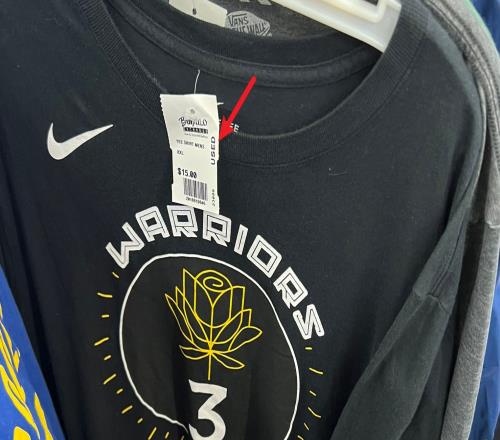 VANS
Buffalo
EXCHANGE
USED
TEE SHIRT MENS
XXL
$15.00
WARRIORS
3